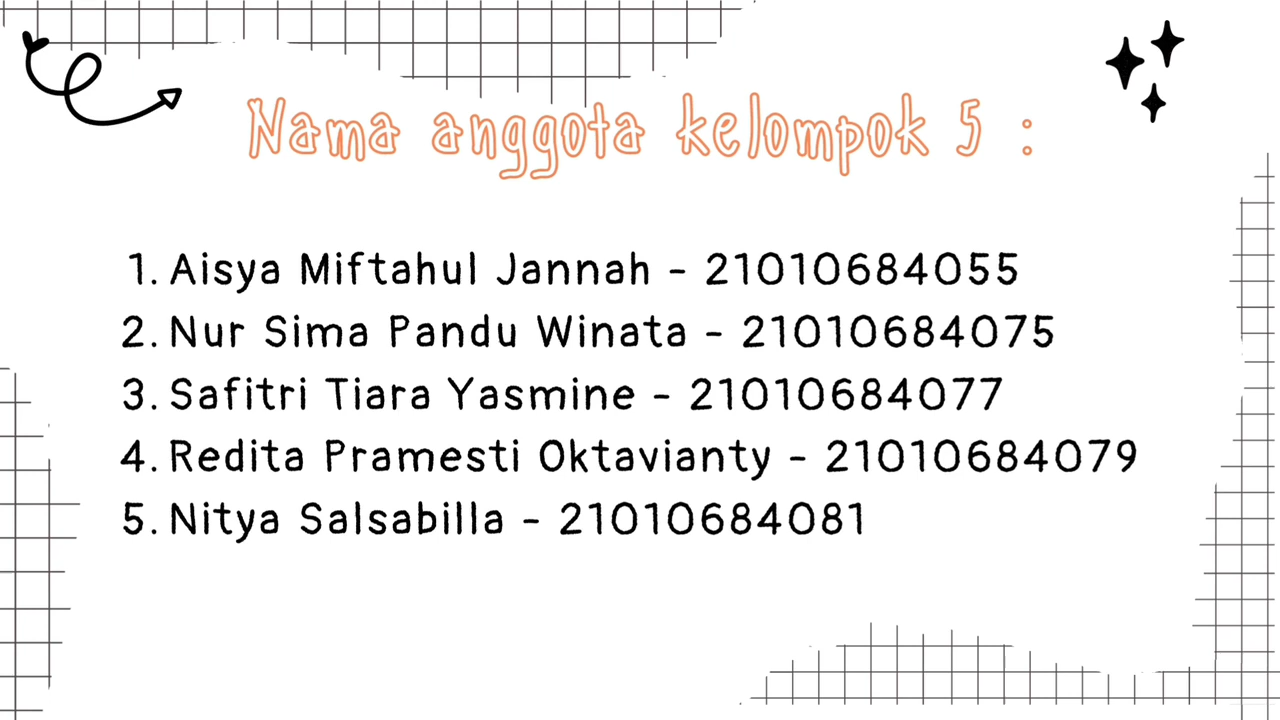 Nama anggota kelompok 5 :
1. Aisya Miftahul Jannah - 21010684055
2. Nur Sima Pandu Winata - 21010684075
3. Safitri Tiara Yasmine - 21010684077
4. Redita Pramesti Oktavianty - 21010684079
5. Nitya Salsabilla - 21010684081